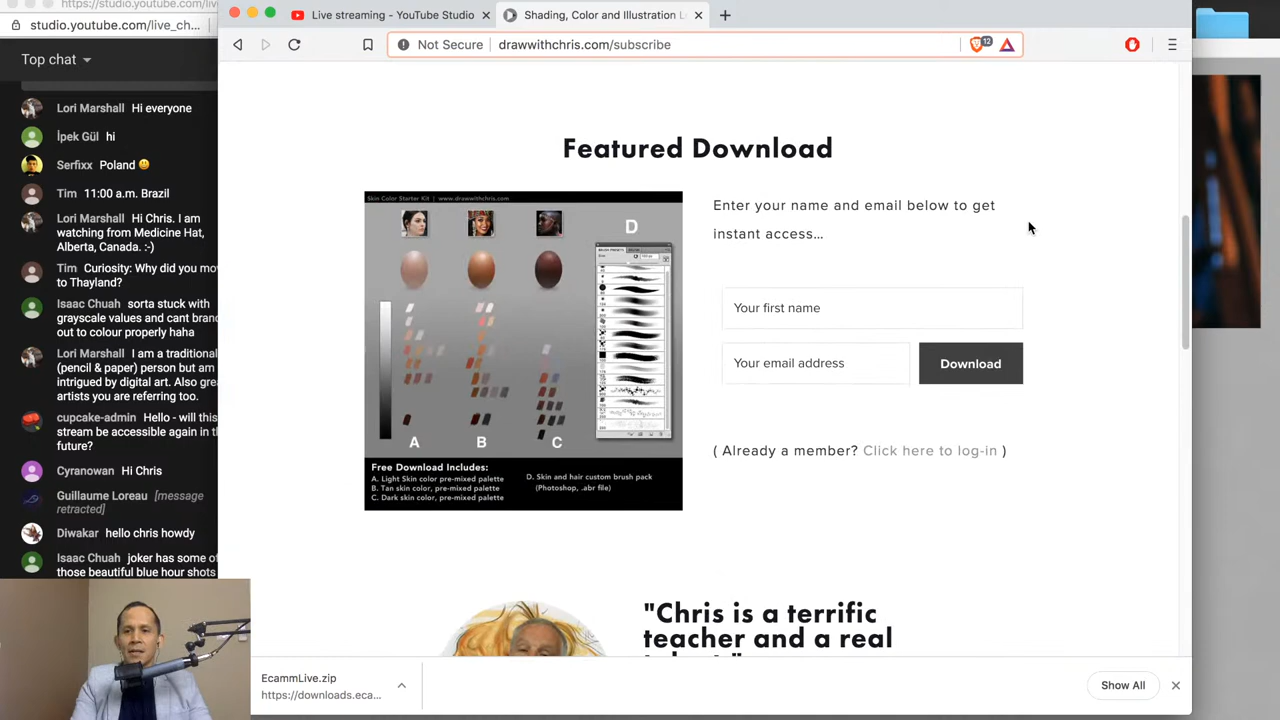 https://studio.youtube.com/live_ch
studio.youtube.com/live_ch...
Top chat
Lori Marshall Hi everyone
İpek Gül hi
Serfixx Poland 😊
Tim 11:00 a.m. Brazil
Lori Marshall Hi Chris. I am
watching from Medicine Hat,
Alberta, Canada. :-)
Tim Curiosity: Why did you mov
to Thayland?
Isaac Chuah sorta stuck with
greyscale values and cant branc
out to colour properly haha
Lori Marshall I am a traditional
(paper) person but am
intrigued by digital art. Also grea
that you are referring too.
cupcake-admin Hello - will this
stream be accessible again in th
future?
Cyranowan Hi Chris
Guillaume Loreau [message
retracted]
Diwakar hello chris howdy
Isaac Chuah joker has some of
those beautiful blue hour shots
Live streaming - YouTube Studio
Shading, Color and Illustration L
Not Secure
drawwithchris.com/subscribe
12
Featured Download
Skin Color Starter Kit | www.drawwithchris.com
D
A
B
C
Free Download Includes:
A. Light Skin color, pre-mixed palette
B. Tan skin color, pre-mixed palette
C. Dark skin color, pre-mixed palette
D. Skin and hair custom brush pack
(Photoshop, .abr file)
Enter your name and email below to get
instant access...
Your first name
Your email address
Download
( Already a member? Click here to log-in )
"Chris is a terrific
teacher and a real
EcammLive.zip
https://downloads.eca...
Show All